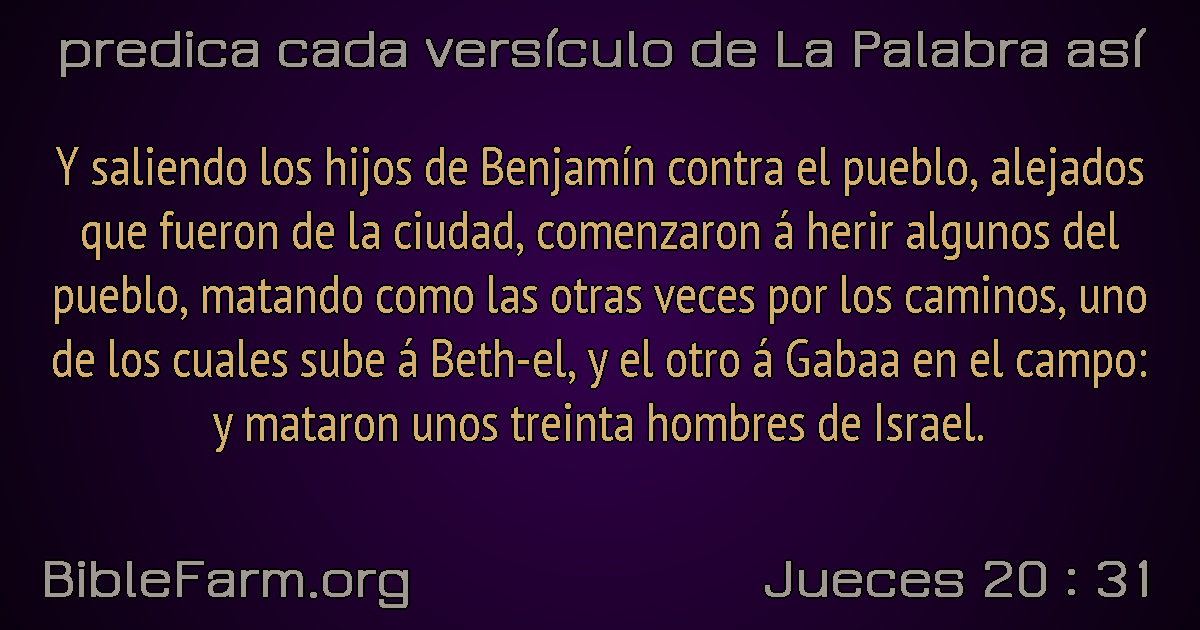 predica cada versículo de La Palabra así
Y saliendo los hijos de Benjamín contra el pueblo, alejados
que fueron de la ciudad, comenzaron á herir algunos del
pueblo, matando como las otras veces por los caminos, uno
de los cuales sube á Beth-el, y el otro á Gabaa en el campo:
y mataron unos treinta hombres de Israel.
BibleFarm.org
Jueces 20 : 31